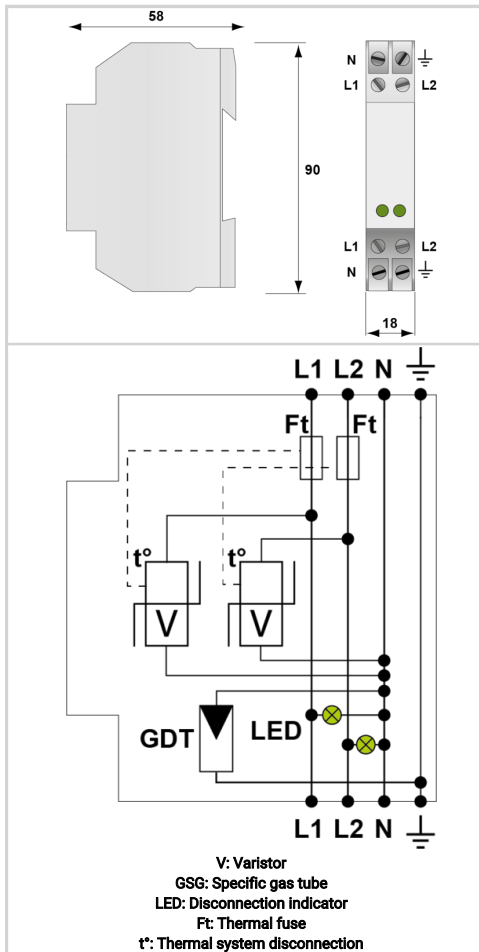 58
90
N ⏚
L1 L2
L1 L2
N ⏚
18
L1 L2 N ⏚
Ft Ft
t° t°
V V
GDT LED
L1 L2 N ⏚
V: Varistor
GSG: Specific gas tube
LED: Disconnection indicator
Ft: Thermal fuse
t°: Thermal system disconnection